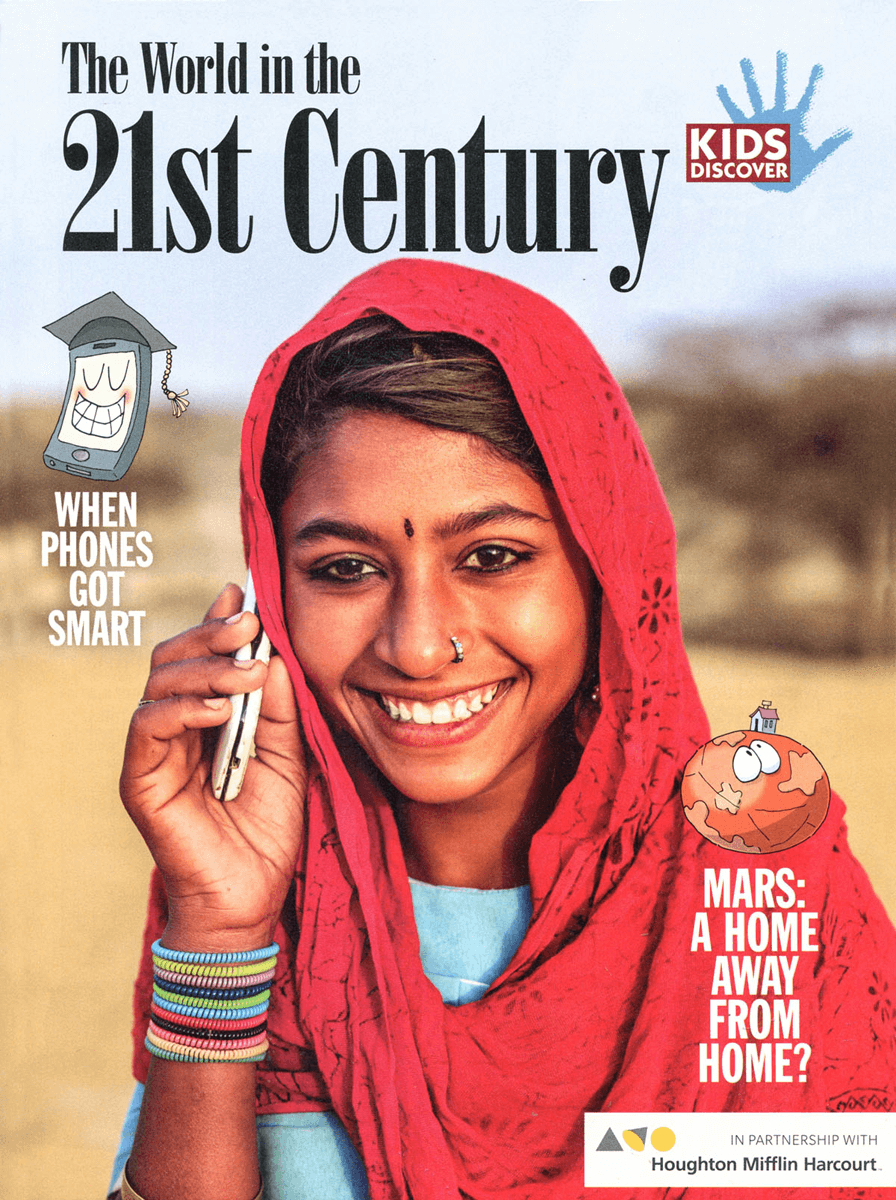 The World in the
21st Century
KIDS
DISCOVER
WHEN
PHONES
GOT
SMART
MARS:
A HOME
AWAY
FROM
HOME?
IN PARTNERSHIP WITH
Houghton Mifflin Harcourt™